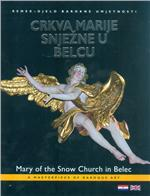 REMEK-DJELO BAROKNE UMJETNOSTI
CRKVA MARIJE
SNJEŽNE U
BELCU
Mary of the Snow Church in Belec
A MASTERPIECE OF BAROQUE ART